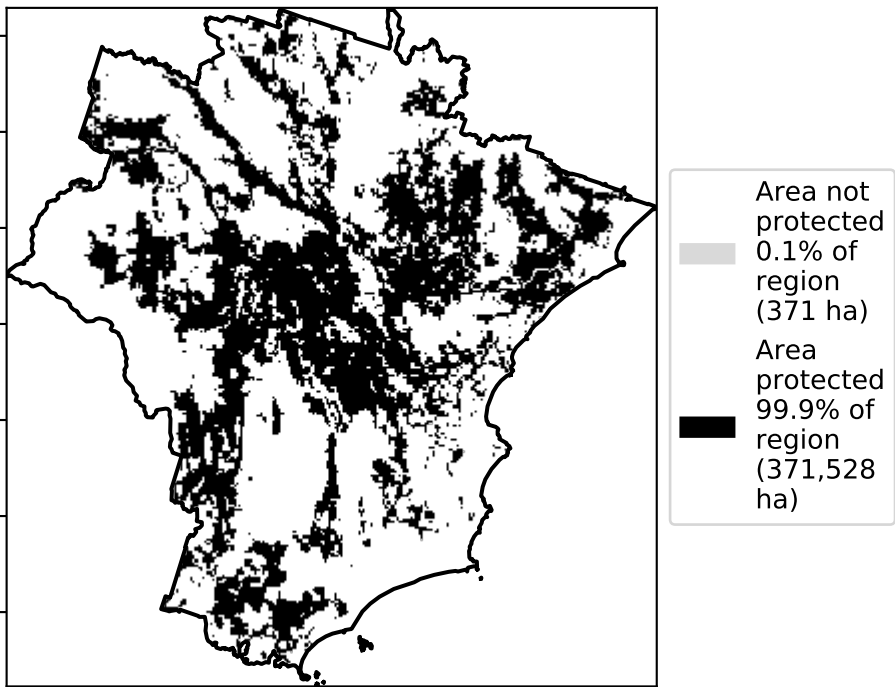 Area not
protected
0.1% of
region
(371 ha)
Area
protected
99.9% of
region
(371,528
ha)